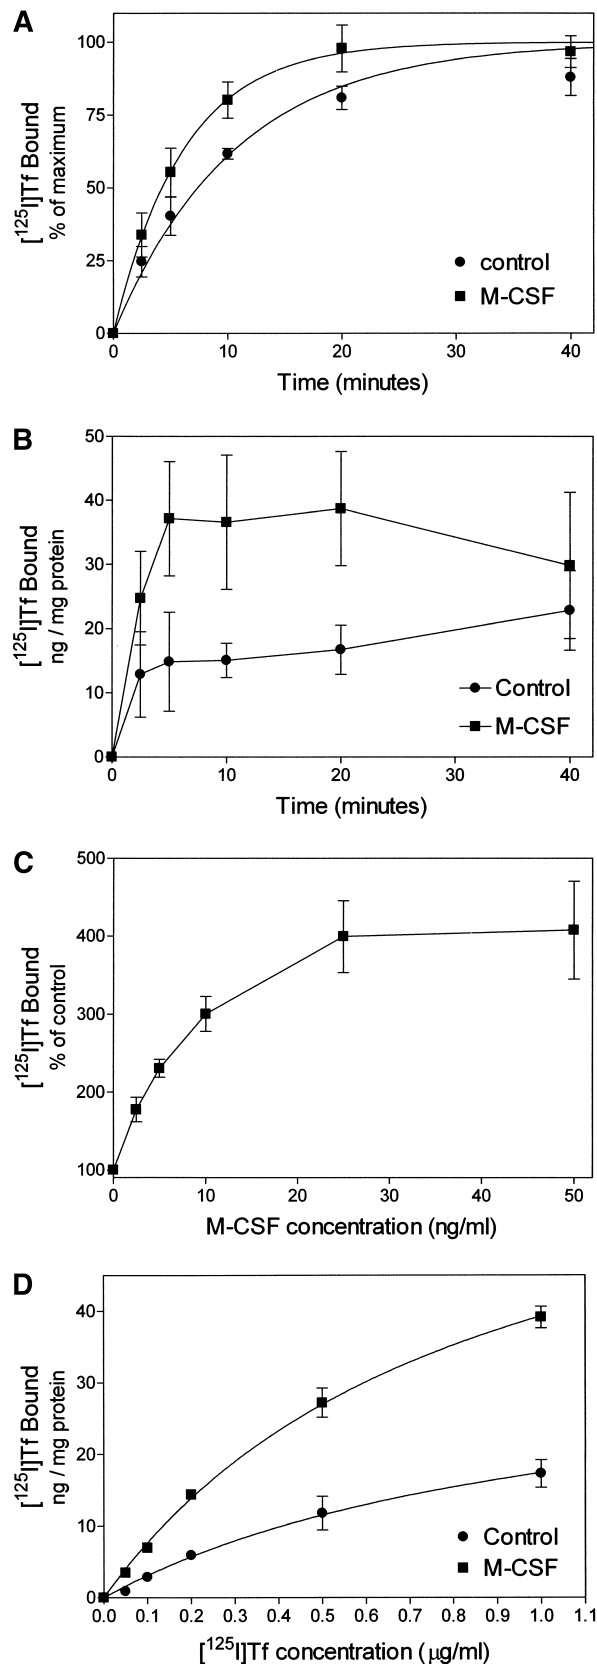 A
[125I]Tf Bound
% of maximum
100
75
50
25
0
0 10 20 30 40
Time (minutes)
control
M-CSF
B
[125I]Tf Bound
ng / mg protein
50
40
30
20
10
0
0 10 20 30 40
Time (minutes)
Control
M-CSF
C
[125I]Tf Bound
% of control
500
400
300
200
100
0 10 20 30 40 50
M-CSF concentration (ng/ml)
D
[125I]Tf Bound
ng / mg protein
40
30
20
10
0
0.0 0.1 0.2 0.3 0.4 0.5 0.6 0.7 0.8 0.9 1.0 1.1
[125I]Tf concentration (μg/ml)
Control
M-CSF